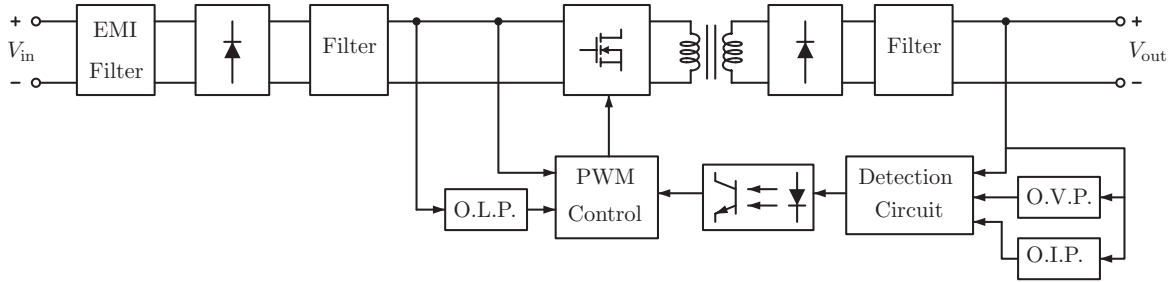 +
V_in
−
EMI
Filter
Filter
Filter
+
V_out
−
O.L.P.
PWM
Control
Detection
Circuit
O.V.P.
O.I.P.